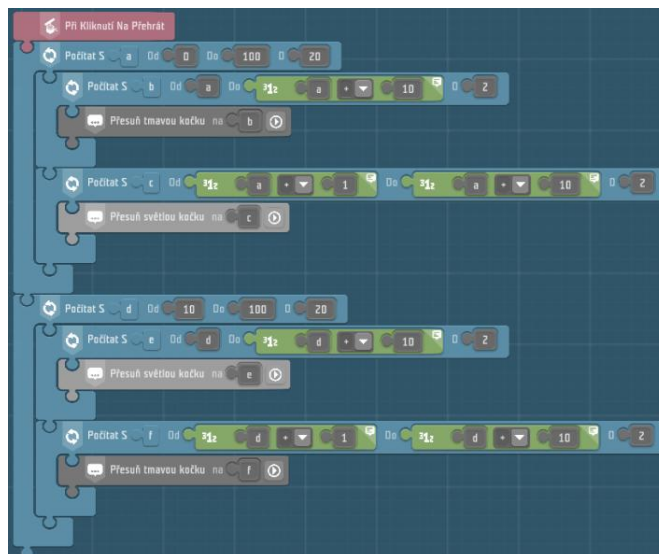 Při Kliknutí Na Přehrát
Počítat S a Od 0 Do 100 O 20
Počítat S b Od a Do a + 10 O 2
Přesuň tmavou kočku na b
Počítat S c Od a + 1 Do a + 10 O 2
Přesuň světlou kočku na c
Počítat S d Od 10 Do 100 O 20
Počítat S e Od d Do d + 10 O 2
Přesuň světlou kočku na e
Počítat S f Od d + 1 Do d + 10 O 2
Přesuň tmavou kočku na f